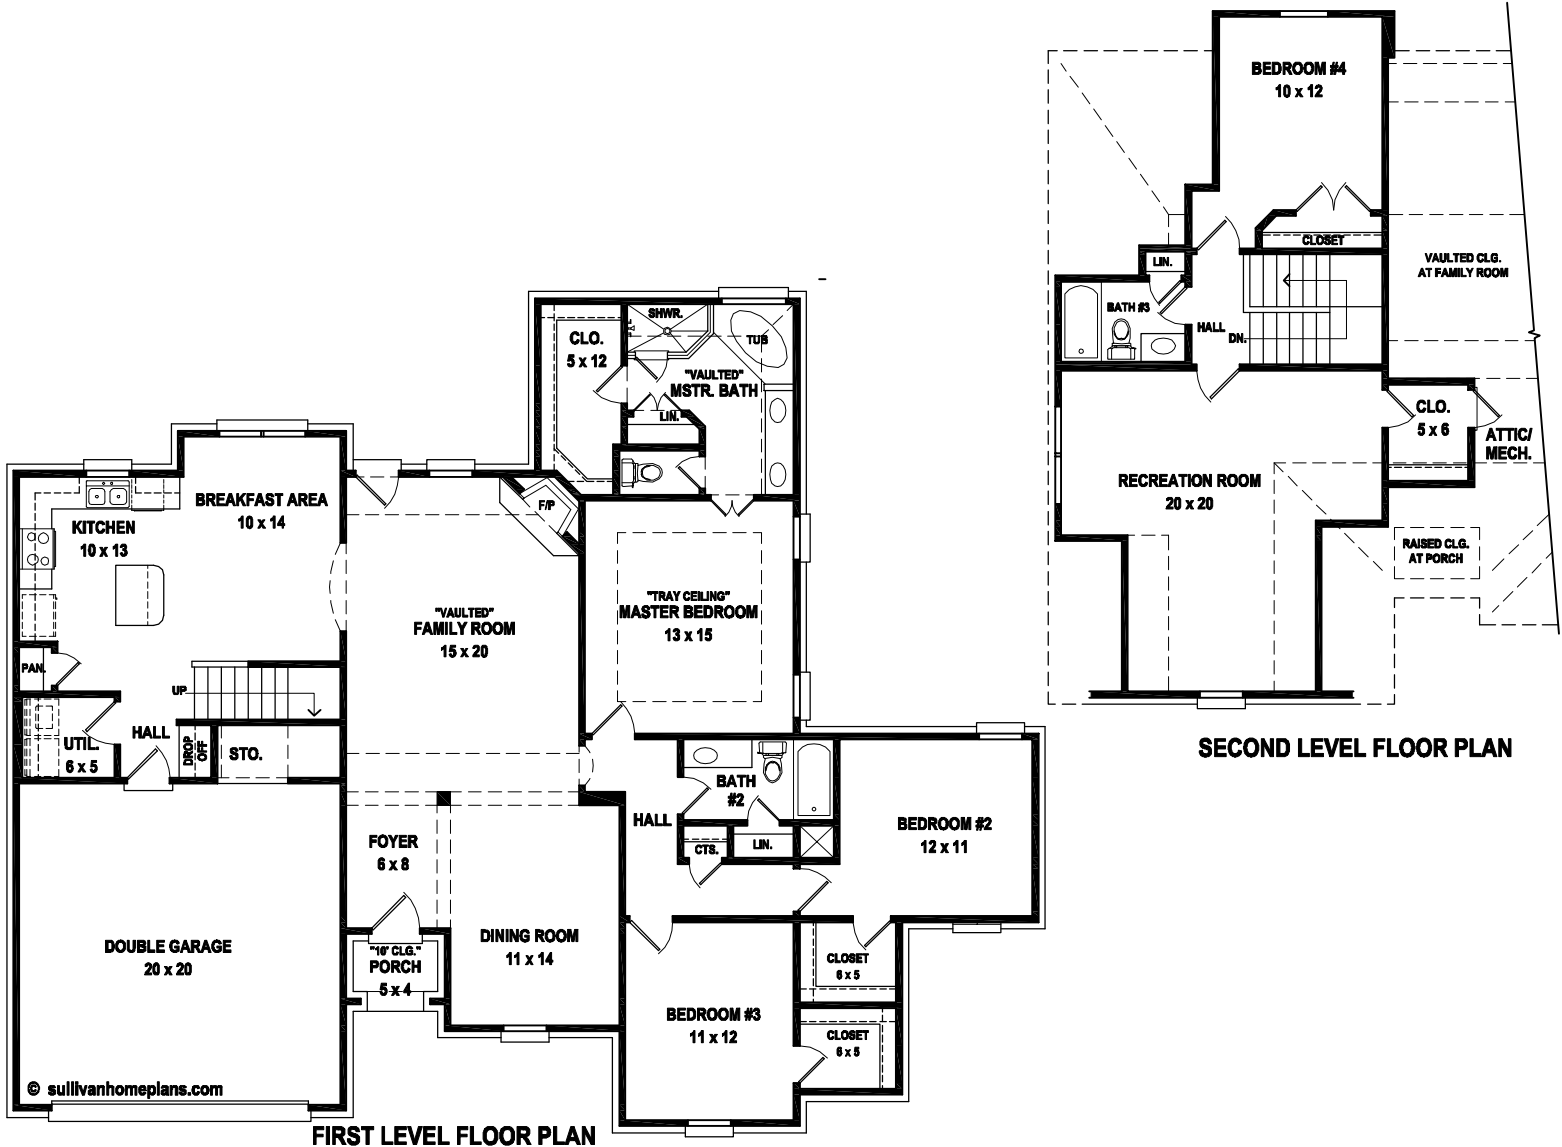 BEDROOM #4
10 x 12
CLOSET
VAULTED CLG.
AT FAMILY ROOM
LIN.
BATH #3
HALL
DN.
CLO.
5 x 6
ATTIC/
MECH.
RECREATION ROOM
20 x 20
RAISED CLG.
AT PORCH
SECOND LEVEL FLOOR PLAN
SHWR.
TUB
CLO.
5 x 12
"VAULTED"
MSTR. BATH
LIN.
BREAKFAST AREA
10 x 14
F/P
KITCHEN
10 x 13
"VAULTED"
FAMILY ROOM
15 x 20
"TRAY CEILING"
MASTER BEDROOM
13 x 15
PAN.
UP
UTIL.
6 x 5
HALL
DROP
OFF
STO.
BATH
#2
HALL
CTS.
LIN.
BEDROOM #2
12 x 11
FOYER
6 x 8
DINING ROOM
11 x 14
DOUBLE GARAGE
20 x 20
"10' CLG."
PORCH
5 x 4
CLOSET
6 x 5
BEDROOM #3
11 x 12
CLOSET
6 x 5
© sullivanhomeplans.com
FIRST LEVEL FLOOR PLAN